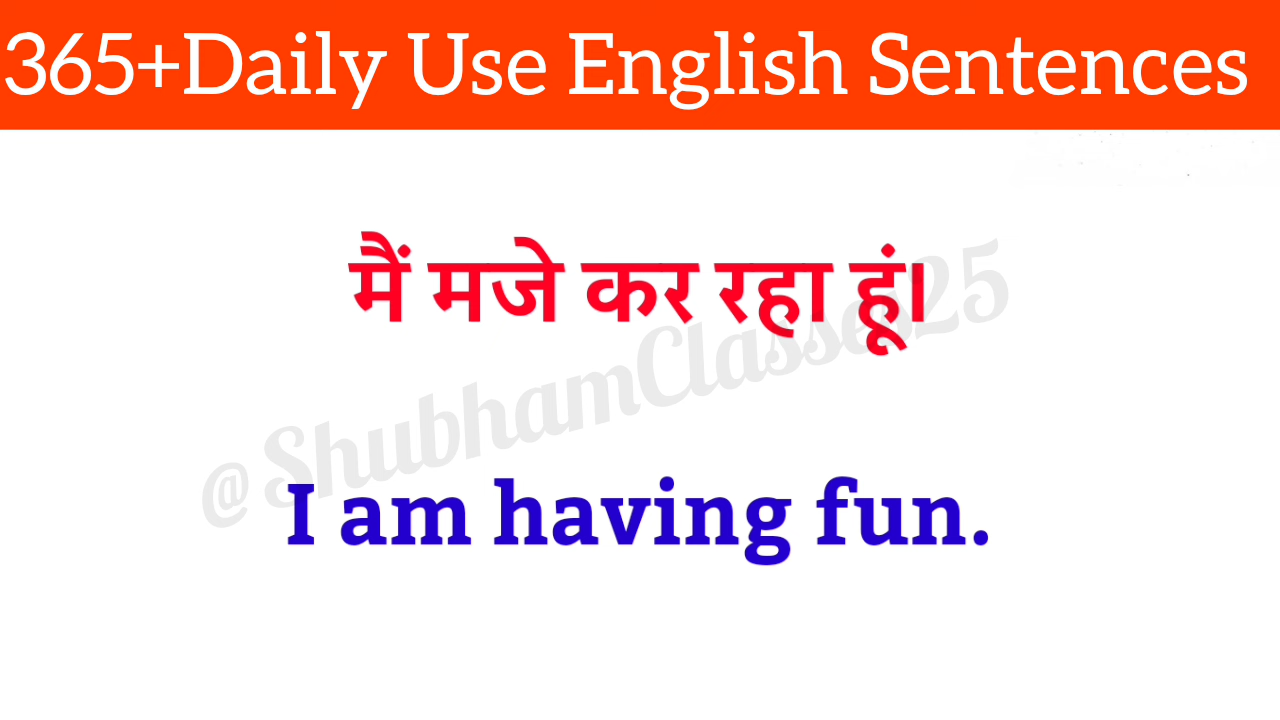 365+Daily Use English Sentences
मैं मजे कर रहा हूं।
@ShubhamClasses25
I am having fun.